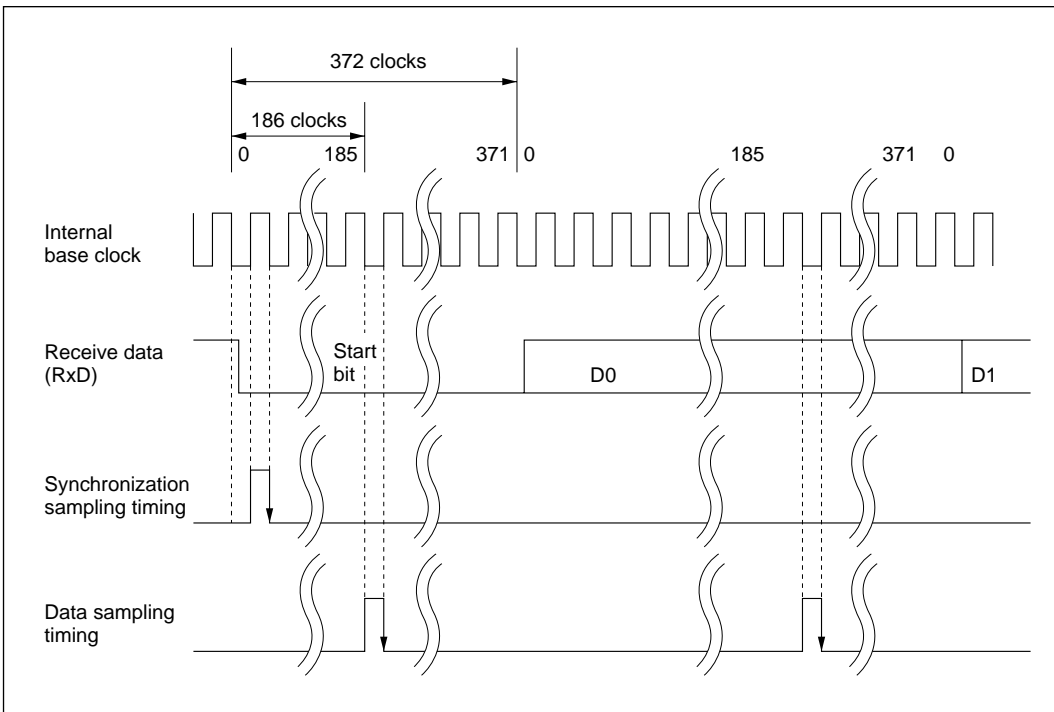 372 clocks
186 clocks
0 185 371 0 185 371 0
Internal
base clock
Receive data
(RxD)
Start
bit
D0
D1
Synchronization
sampling timing
Data sampling
timing